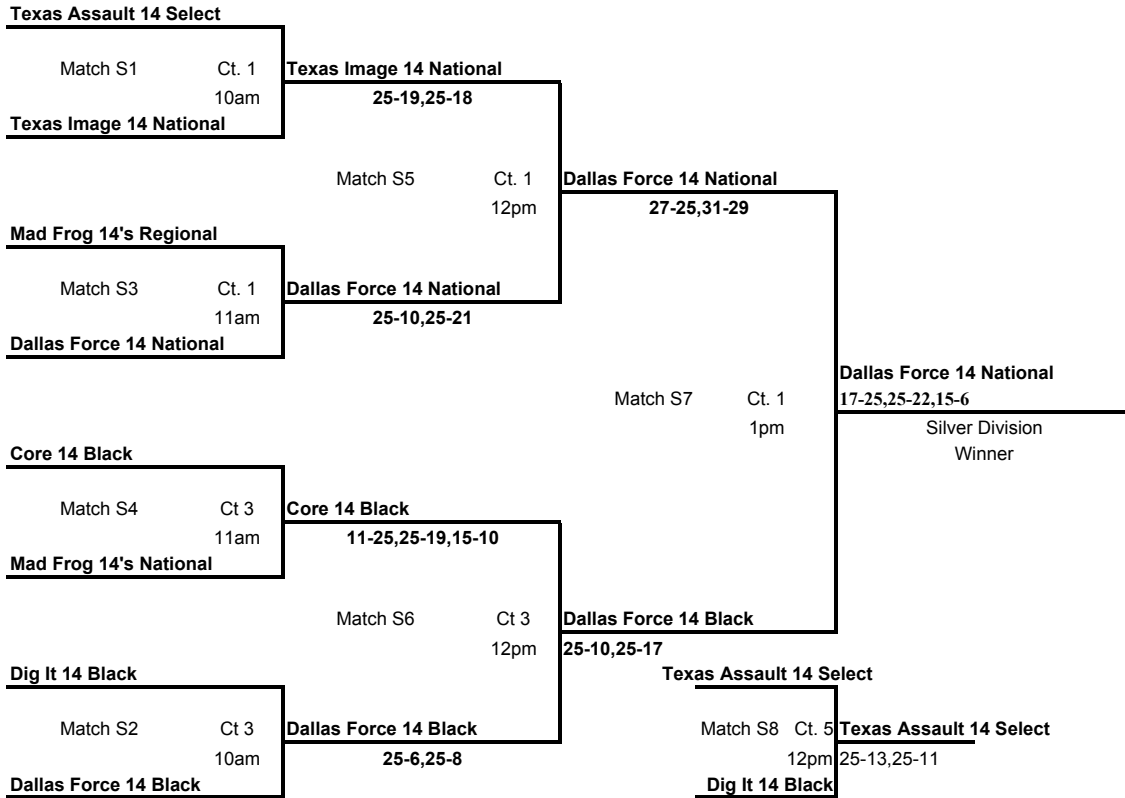 Texas Assault 14 Select
Match S1 Ct. 1 Texas Image 14 National
10am 25-19,25-18
Texas Image 14 National
Match S5 Ct. 1 Dallas Force 14 National
12pm 27-25,31-29
Mad Frog 14's Regional
Match S3 Ct. 1 Dallas Force 14 National
11am 25-10,25-21
Dallas Force 14 National
Dallas Force 14 National
Match S7 Ct. 1 17-25,25-22,15-6
1pm Silver Division
Core 14 Black Winner
Match S4 Ct 3 Core 14 Black
11am 11-25,25-19,15-10
Mad Frog 14's National
Match S6 Ct 3 Dallas Force 14 Black
12pm 25-10,25-17
Dig It 14 Black Texas Assault 14 Select
Match S2 Ct 3 Dallas Force 14 Black Match S8 Ct. 5 Texas Assault 14 Select
10am 25-6,25-8 12pm 25-13,25-11
Dallas Force 14 Black Dig It 14 Black